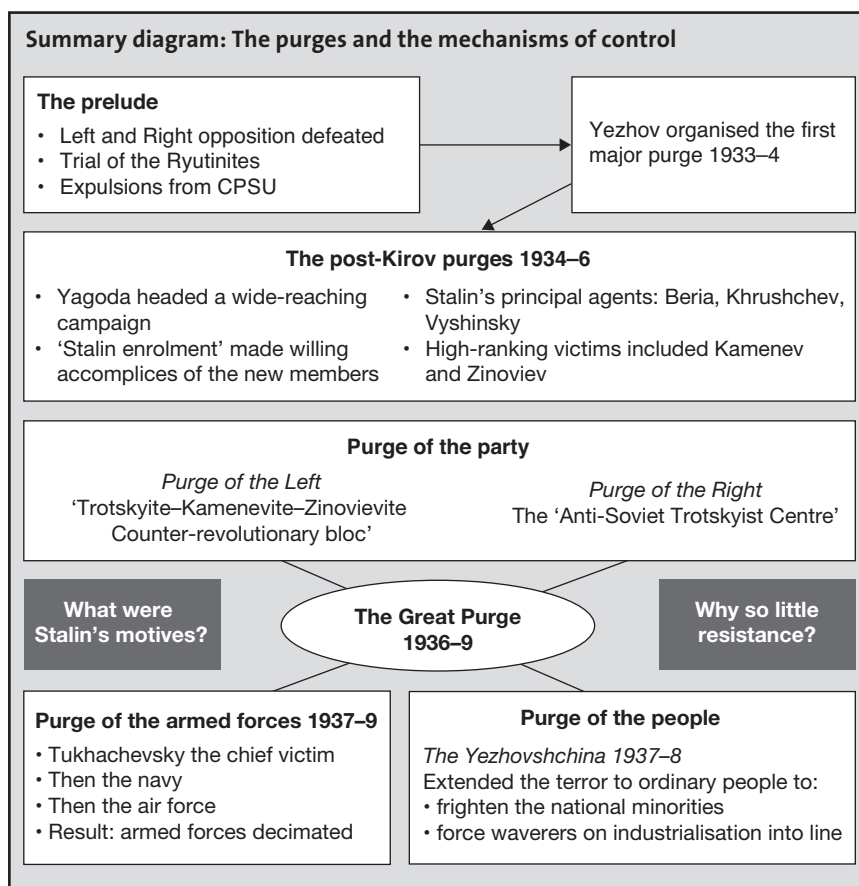 Summary diagram: The purges and the mechanisms of control
The prelude
• Left and Right opposition defeated
• Trial of the Ryutinites
• Expulsions from CPSU
Yezhov organised the first
major purge 1933–4
The post-Kirov purges 1934–6
• Yagoda headed a wide-reaching
campaign
• ‘Stalin enrolment’ made willing
accomplices of the new members
• Stalin’s principal agents: Beria, Khrushchev,
Vyshinsky
• High-ranking victims included Kamenev
and Zinoviev
Purge of the party
Purge of the Left
‘Trotskyite–Kamenevite–Zinovievite
Counter-revolutionary bloc’
Purge of the Right
The ‘Anti-Soviet Trotskyist Centre’
What were
Stalin’s motives?
The Great Purge
1936–9
Why so little
resistance?
Purge of the armed forces 1937–9
• Tukhachevsky the chief victim
• Then the navy
• Then the air force
• Result: armed forces decimated
Purge of the people
The Yezhovshchina 1937–8
Extended the terror to ordinary people to:
• frighten the national minorities
• force waverers on industrialisation into line